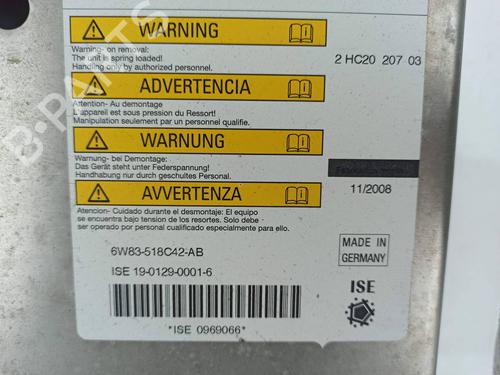 WARNING
Warning- on removal:
The unit is spring loaded!
Handling only by authorized personnel.
2 HC20 207 03
ADVERTENCIA
Attention- Au demontage
L'appareil est sous pression du Ressort!
Manipulation seulement par un personnel qualifie.
WARNUNG
Warnung- bei Demontage:
Das Gerät steht unter Federspannung!
Handhabung nur durch geschultes Personal.
11/2008
AVVERTENZA
Atencion- Cuidado durante el desmontaje: El equipo
se encuentra bajo tension de los resortes. Solo debe
ser operado por personal cualificado especialmente para ello.
6W83-518C42-AB
MADE IN
GERMANY
ISE 19-0129-0001-6
ISE
*ISE 0969066*
B-PARTS